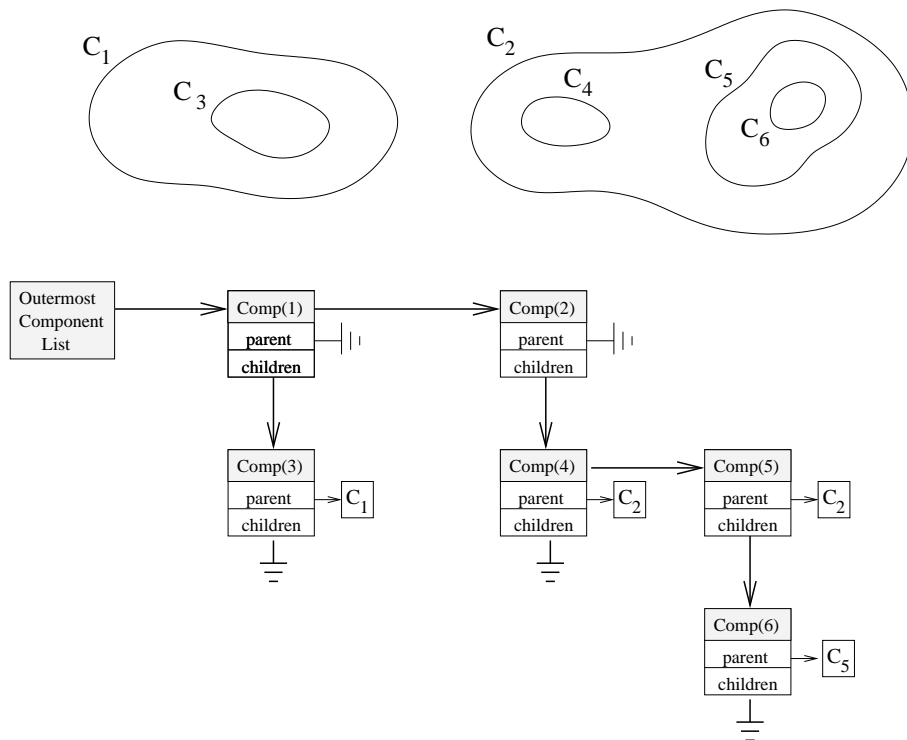 C1
C2
C3
C4
C5
C6
Outermost
Component
List
Comp(1)
parent
children
Comp(2)
parent
children
Comp(3)
parent
children
C1
Comp(4)
parent
children
C2
Comp(5)
parent
children
C2
Comp(6)
parent
children
C5